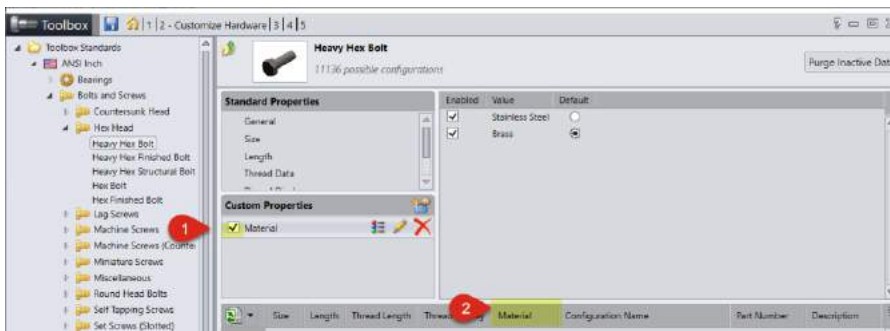 Toolbox 1 2 - Customize Hardware 3 4 5
Toolbox Standards
ANSI Inch
Bearings
Bolts and Screws
Countersunk Head
Hex Head
Heavy Hex Bolt
Heavy Hex Finished Bolt
Heavy Hex Structural Bolt
Hex Bolt
Hex Finished Bolt
Lag Screws
Machine Screws
Machine Screws (Counte
Miniature Screws
Miscellaneous
Round Head Bolts
Self Tapping Screws
Set Screws (Slotted)
Heavy Hex Bolt
11136 possible configurations
Purge Inactive Dat
Standard Properties
General
Size
Length
Thread Data
Enabled Value Default
Stainless Steel
Brass
Custom Properties
1
Material
2
Size Length Thread Length Material Configuration Name Part Number Description